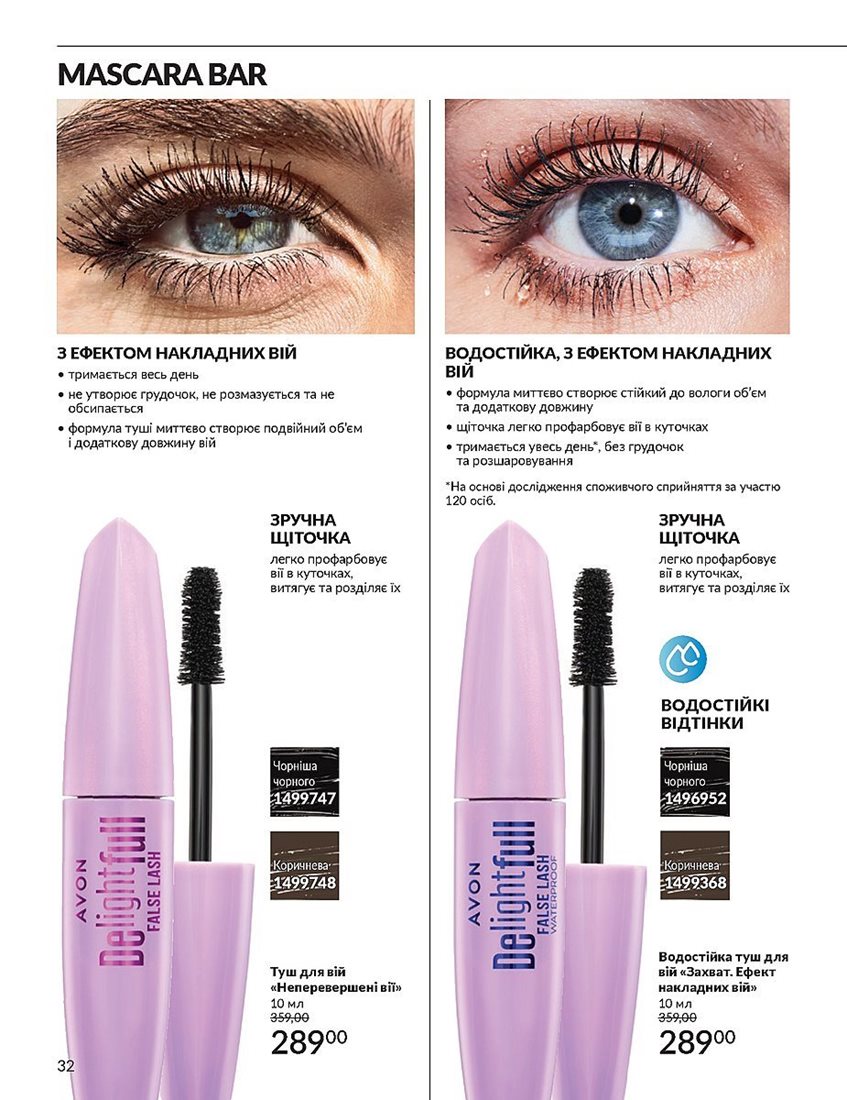 MASCARA BAR
З ЕФЕКТОМ НАКЛАДНИХ ВІЙ
• тримається весь день
• не утворює грудочок, не розмазується та не
обсипається
• формула туші миттєво створює подвійний об'єм
і додаткову довжину вій
ЗРУЧНА
ЩІТОЧКА
легко профарбовує
вії в куточках,
витягує та розділяє їх
Чорніша
чорного
1499747
Коричнева
1499748
AVON
Delightfull
FALSE LASH
Туш для вій
«Неперевершені вії»
10 мл
359,00
28900
ВОДОСТІЙКА, З ЕФЕКТОМ НАКЛАДНИХ
ВІЙ
• формула миттєво створює стійкий до вологи об'єм
та додаткову довжину
• щіточка легко профарбовує вії в куточках
• тримається увесь день*, без грудочок
та розшаровування
*На основі дослідження споживчого сприйняття за участю
120 осіб.
ЗРУЧНА
ЩІТОЧКА
легко профарбовує
вії в куточках,
витягує та розділяє їх
ВОДОСТІЙКІ
ВІДТІНКИ
Чорніша
чорного
1496952
Коричнева
1499368
AVON
Delightfull
FALSE LASH
WATERPROOF
Водостійка туш для
вій «Захват. Ефект
накладних вій»
10 мл
359,00
28900
32